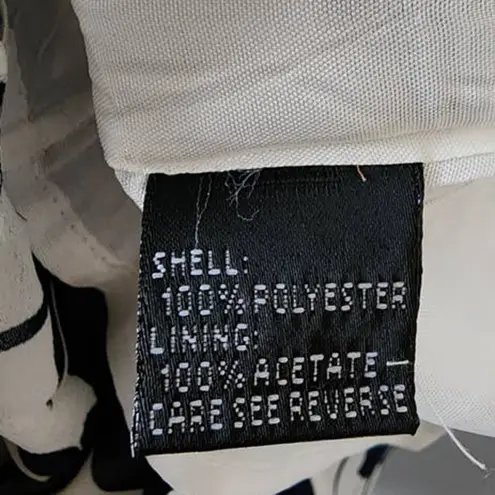 SHELL:
100% POLYESTER
LINING:
100% ACETATE —
CARE SEE REVERSE